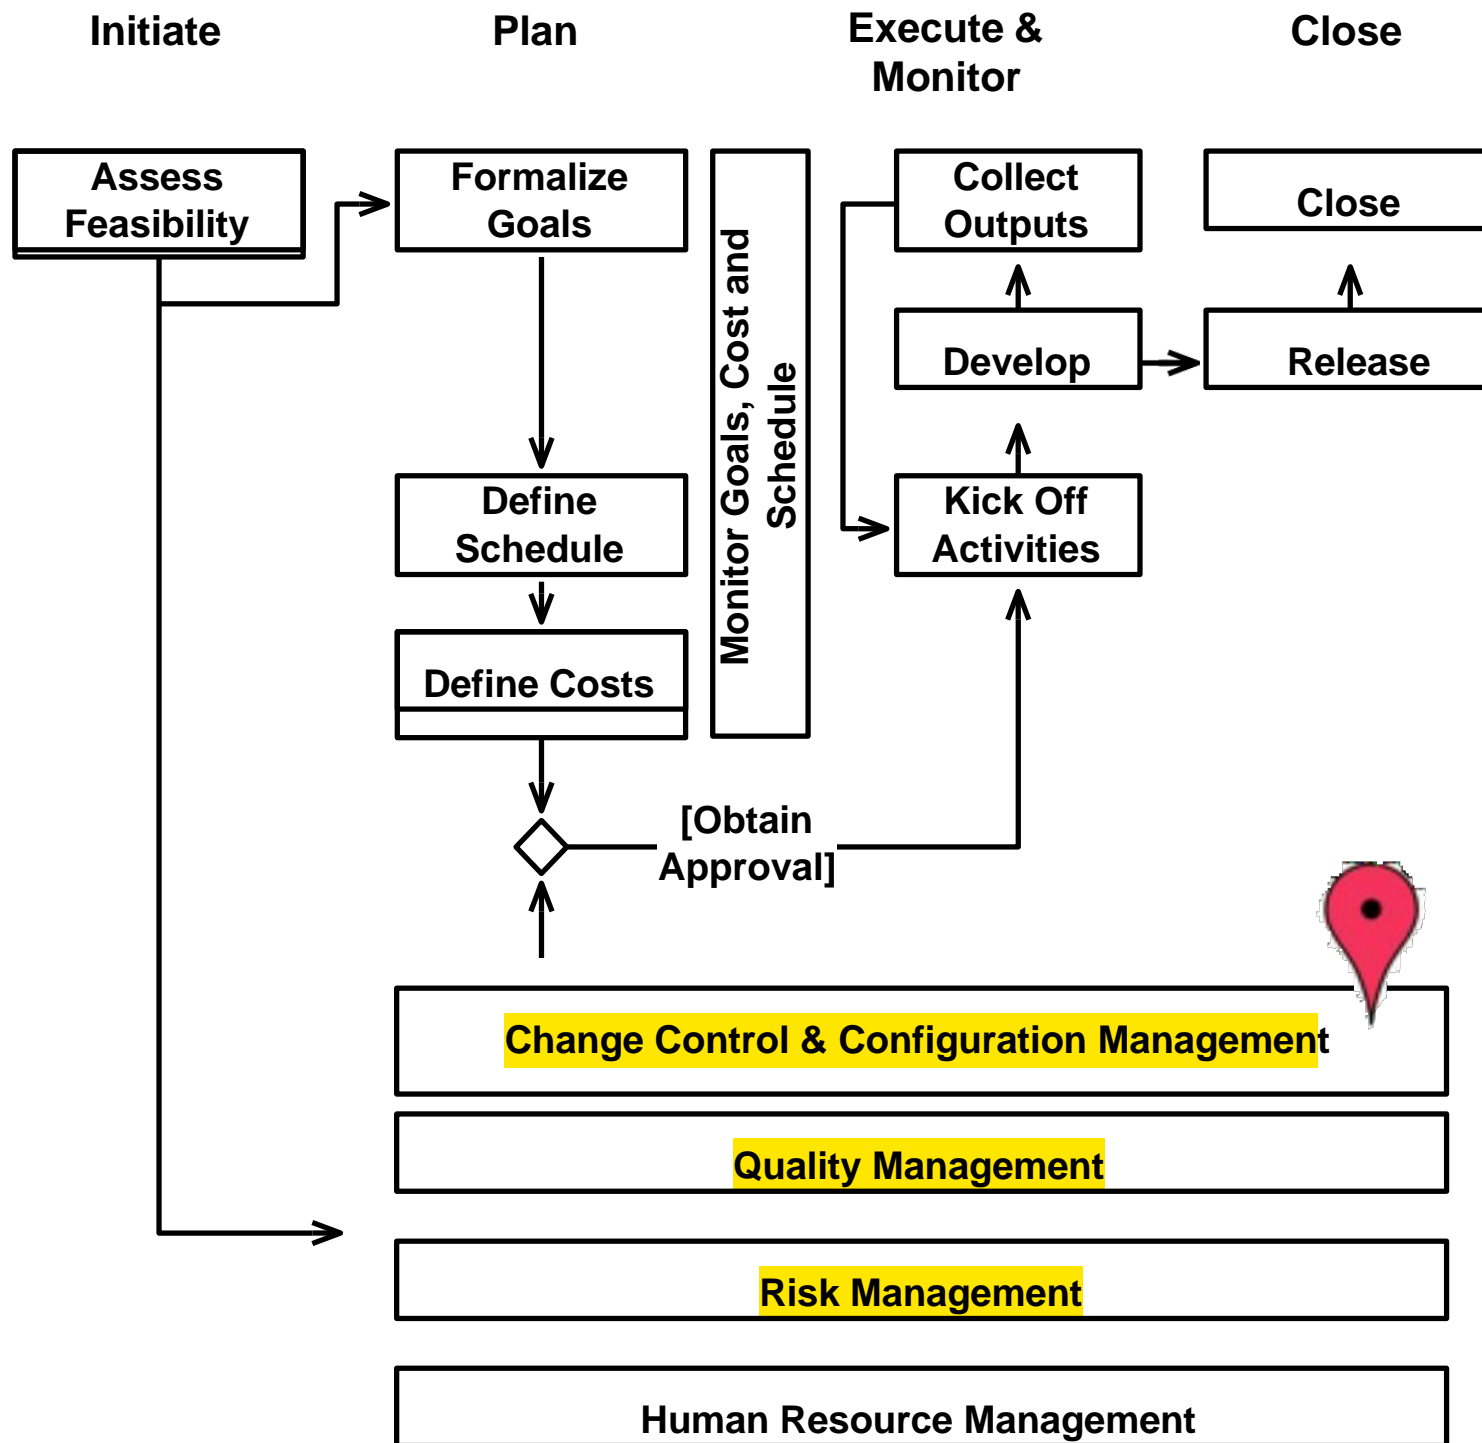 Initiate
Plan
Execute &
Monitor
Close
Assess
Feasibility
Formalize
Goals
Monitor Goals, Cost and
Schedule
Collect
Outputs
Close
Develop
Release
Define
Schedule
Kick Off
Activities
Define Costs
[Obtain
Approval]
Change Control & Configuration Management
Quality Management
Risk Management
Human Resource Management